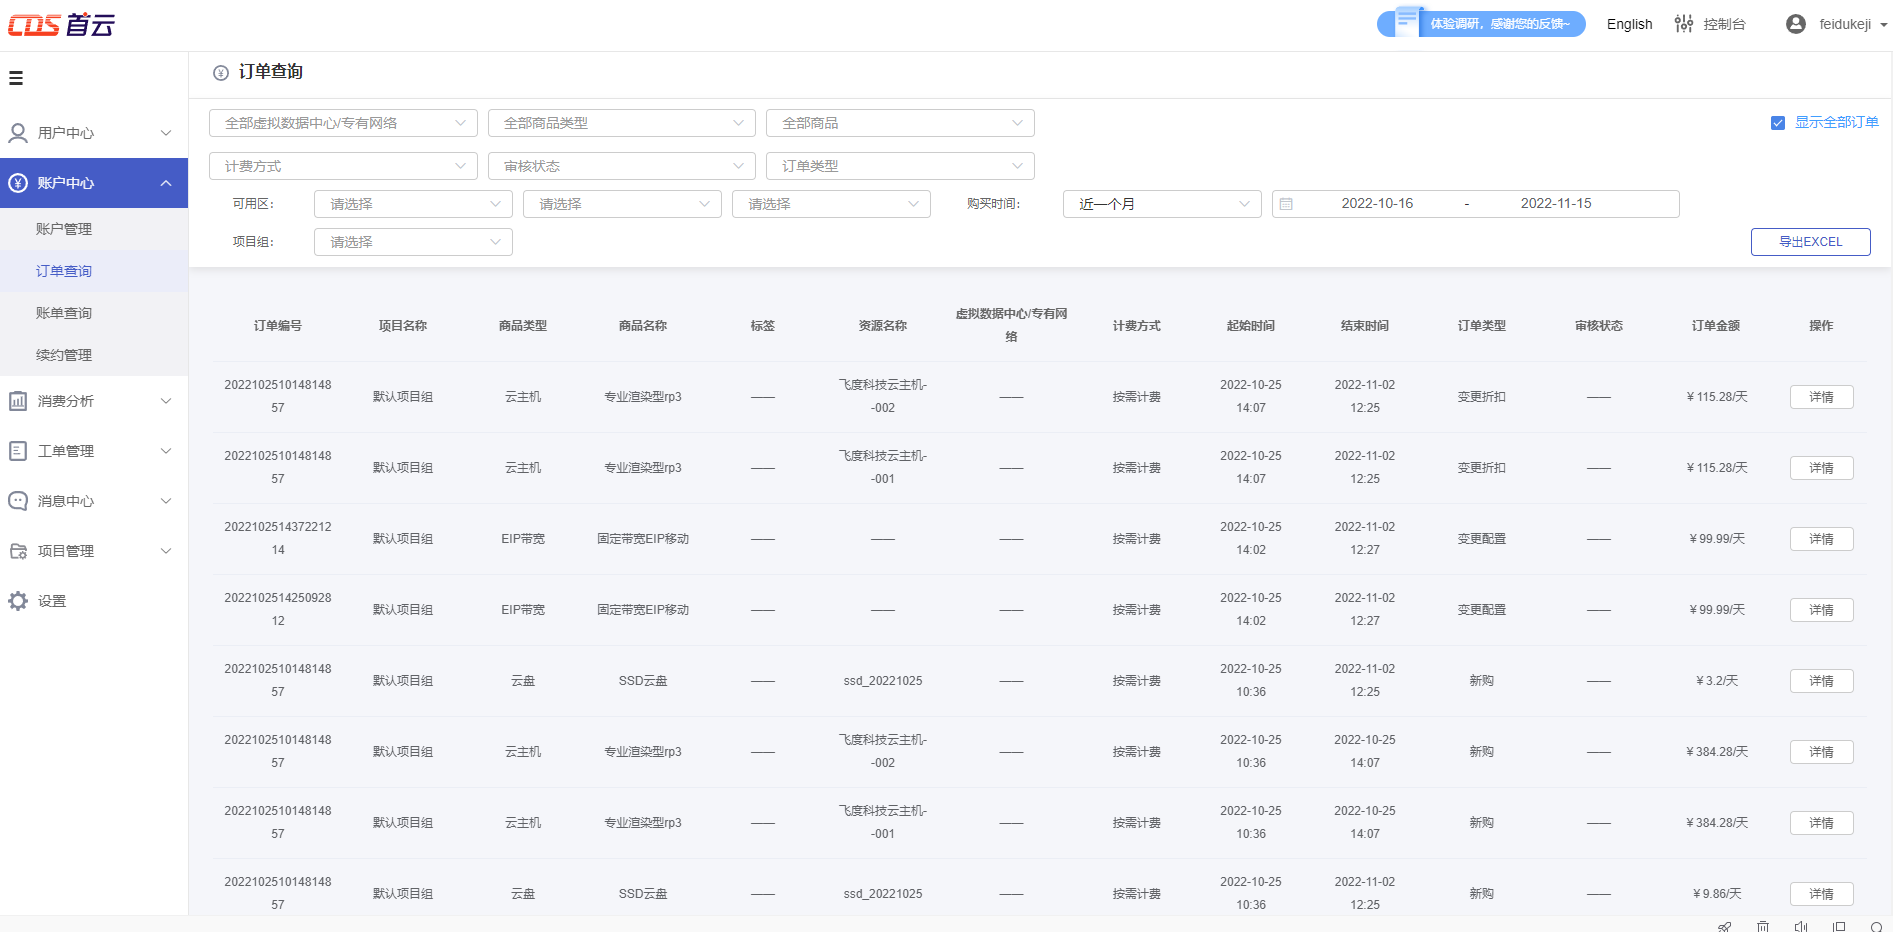 CDS首云
体验调研，感谢您的反馈~
English
控制台
feidukeji
用户中心
账户中心
账户管理
订单查询
账单查询
续约管理
消费分析
工单管理
消息中心
项目管理
设置
订单查询
全部虚拟数据中心/专有网络
全部商品类型
全部商品
显示全部订单
计费方式
审核状态
订单类型
可用区：
请选择
请选择
请选择
购买时间：
近一个月
2022-10-16 - 2022-11-15
项目组：
请选择
导出EXCEL
订单编号
项目名称
商品类型
商品名称
标签
资源名称
虚拟数据中心/专有网
络
计费方式
起始时间
结束时间
订单类型
审核状态
订单金额
操作
2022102510148148
57
默认项目组
云主机
专业渲染型rp3
——
飞度科技云主机-
-002
——
按需计费
2022-10-25
14:07
2022-11-02
12:25
变更折扣
——
¥ 115.28/天
详情
2022102510148148
57
默认项目组
云主机
专业渲染型rp3
——
飞度科技云主机-
-001
——
按需计费
2022-10-25
14:07
2022-11-02
12:25
变更折扣
——
¥ 115.28/天
详情
2022102514372212
14
默认项目组
EIP带宽
固定带宽EIP移动
——
——
——
按需计费
2022-10-25
14:02
2022-11-02
12:27
变更配置
——
¥ 99.99/天
详情
2022102514250928
12
默认项目组
EIP带宽
固定带宽EIP移动
——
——
——
按需计费
2022-10-25
14:02
2022-11-02
12:27
变更配置
——
¥ 99.99/天
详情
2022102510148148
57
默认项目组
云盘
SSD云盘
——
ssd_20221025
——
按需计费
2022-10-25
10:36
2022-11-02
12:25
新购
——
¥ 3.2/天
详情
2022102510148148
57
默认项目组
云主机
专业渲染型rp3
——
飞度科技云主机-
-002
——
按需计费
2022-10-25
10:36
2022-10-25
14:07
新购
——
¥ 384.28/天
详情
2022102510148148
57
默认项目组
云主机
专业渲染型rp3
——
飞度科技云主机-
-001
——
按需计费
2022-10-25
10:36
2022-10-25
14:07
新购
——
¥ 384.28/天
详情
2022102510148148
57
默认项目组
云盘
SSD云盘
——
ssd_20221025
——
按需计费
2022-10-25
10:36
2022-11-02
12:25
新购
——
¥ 9.86/天
详情